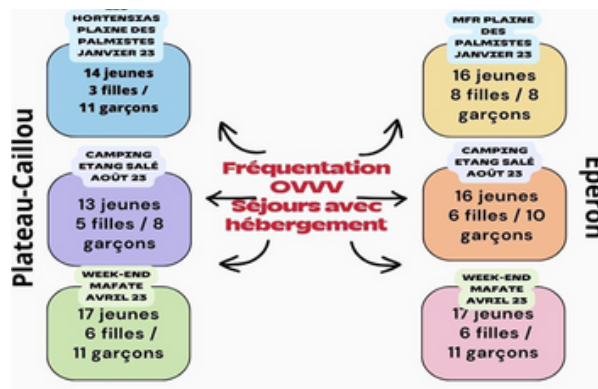 HORTENSIAS
PLAINE DES
PALMISTES
JANVIER 23
14 jeunes
3 filles /
11 garçons
CAMPING
ETANG SALÉ
AOÛT 23
13 jeunes
5 filles / 8
garçons
WEEK-END
MAFATE
AVRIL 23
17 jeunes
6 filles /
11 garçons
Plateau-Caillou
Fréquentation
OVVV
Séjours avec
hébergement
MFR PLAINE
DES
PALMISTES
JANVIER 23
16 jeunes
8 filles / 8
garçons
CAMPING
ETANG SALÉ
AOÛT 23
16 jeunes
6 filles / 10
garçons
WEEK-END
MAFATE
AVRIL 23
17 jeunes
6 filles /
11 garçons
Eperon